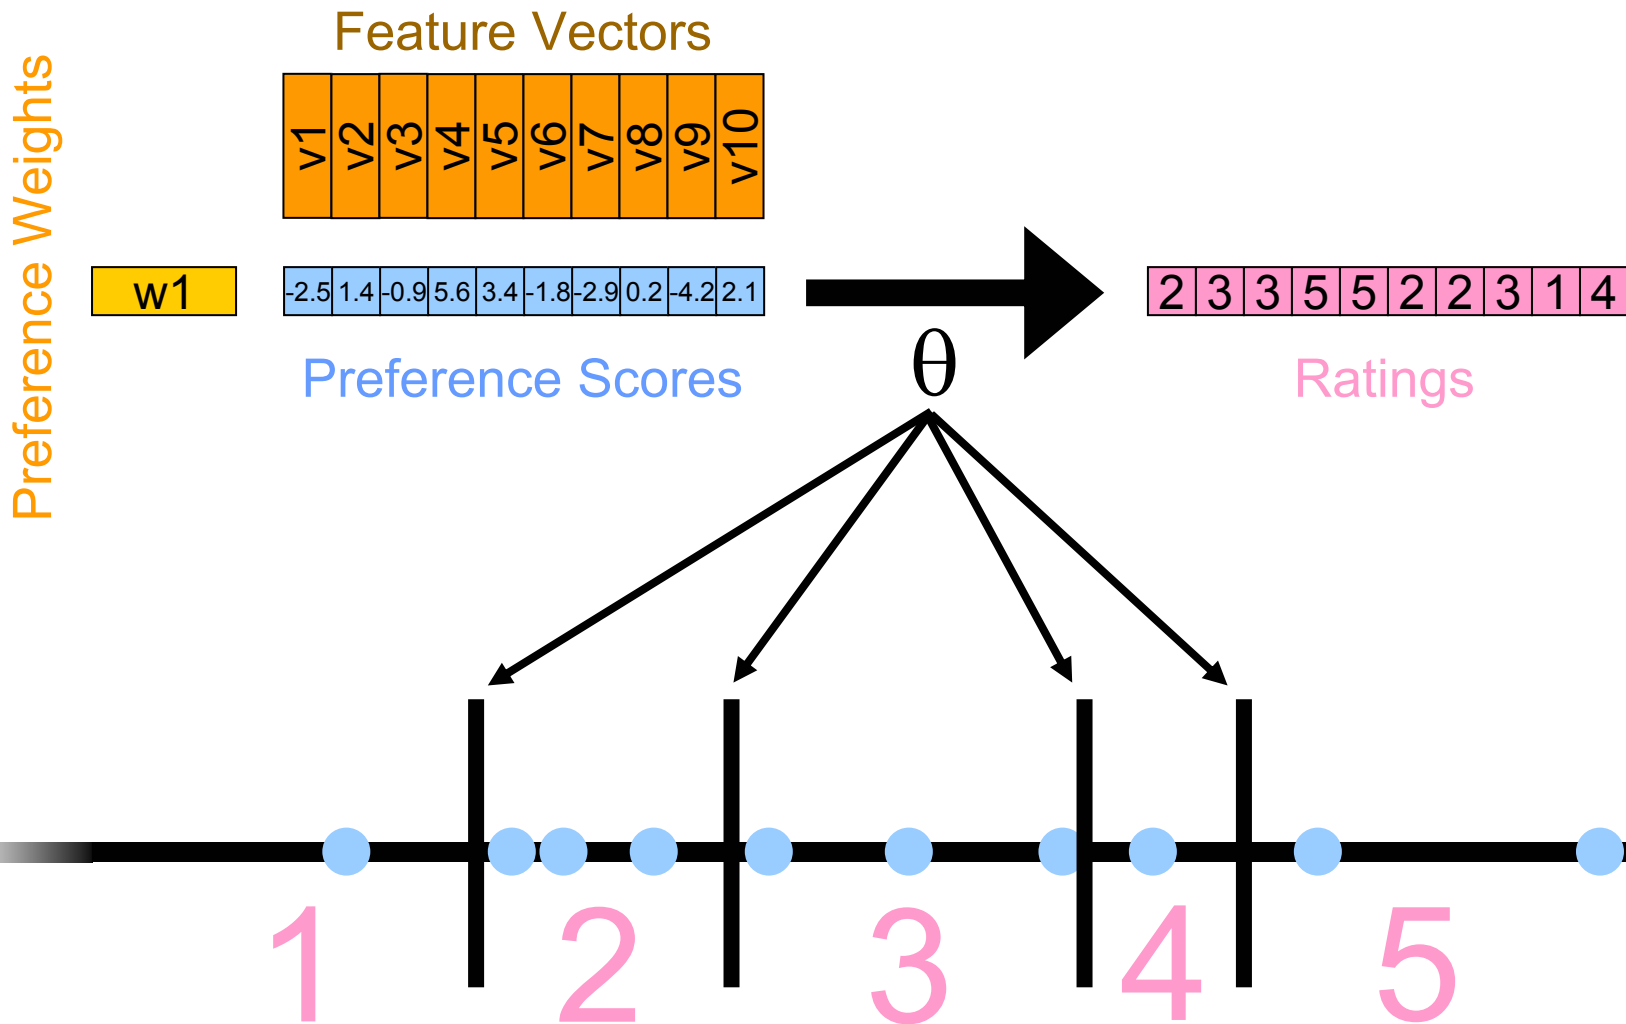 Feature Vectors
Preference Weights
v1 v2 v3 v4 v5 v6 v7 v8 v9 v10
w1
-2.5 1.4 -0.9 5.6 3.4 -1.8 -2.9 0.2 -4.2 2.1
2 3 3 5 5 2 2 3 1 4
θ
Preference Scores
Ratings
1 2 3 4 5